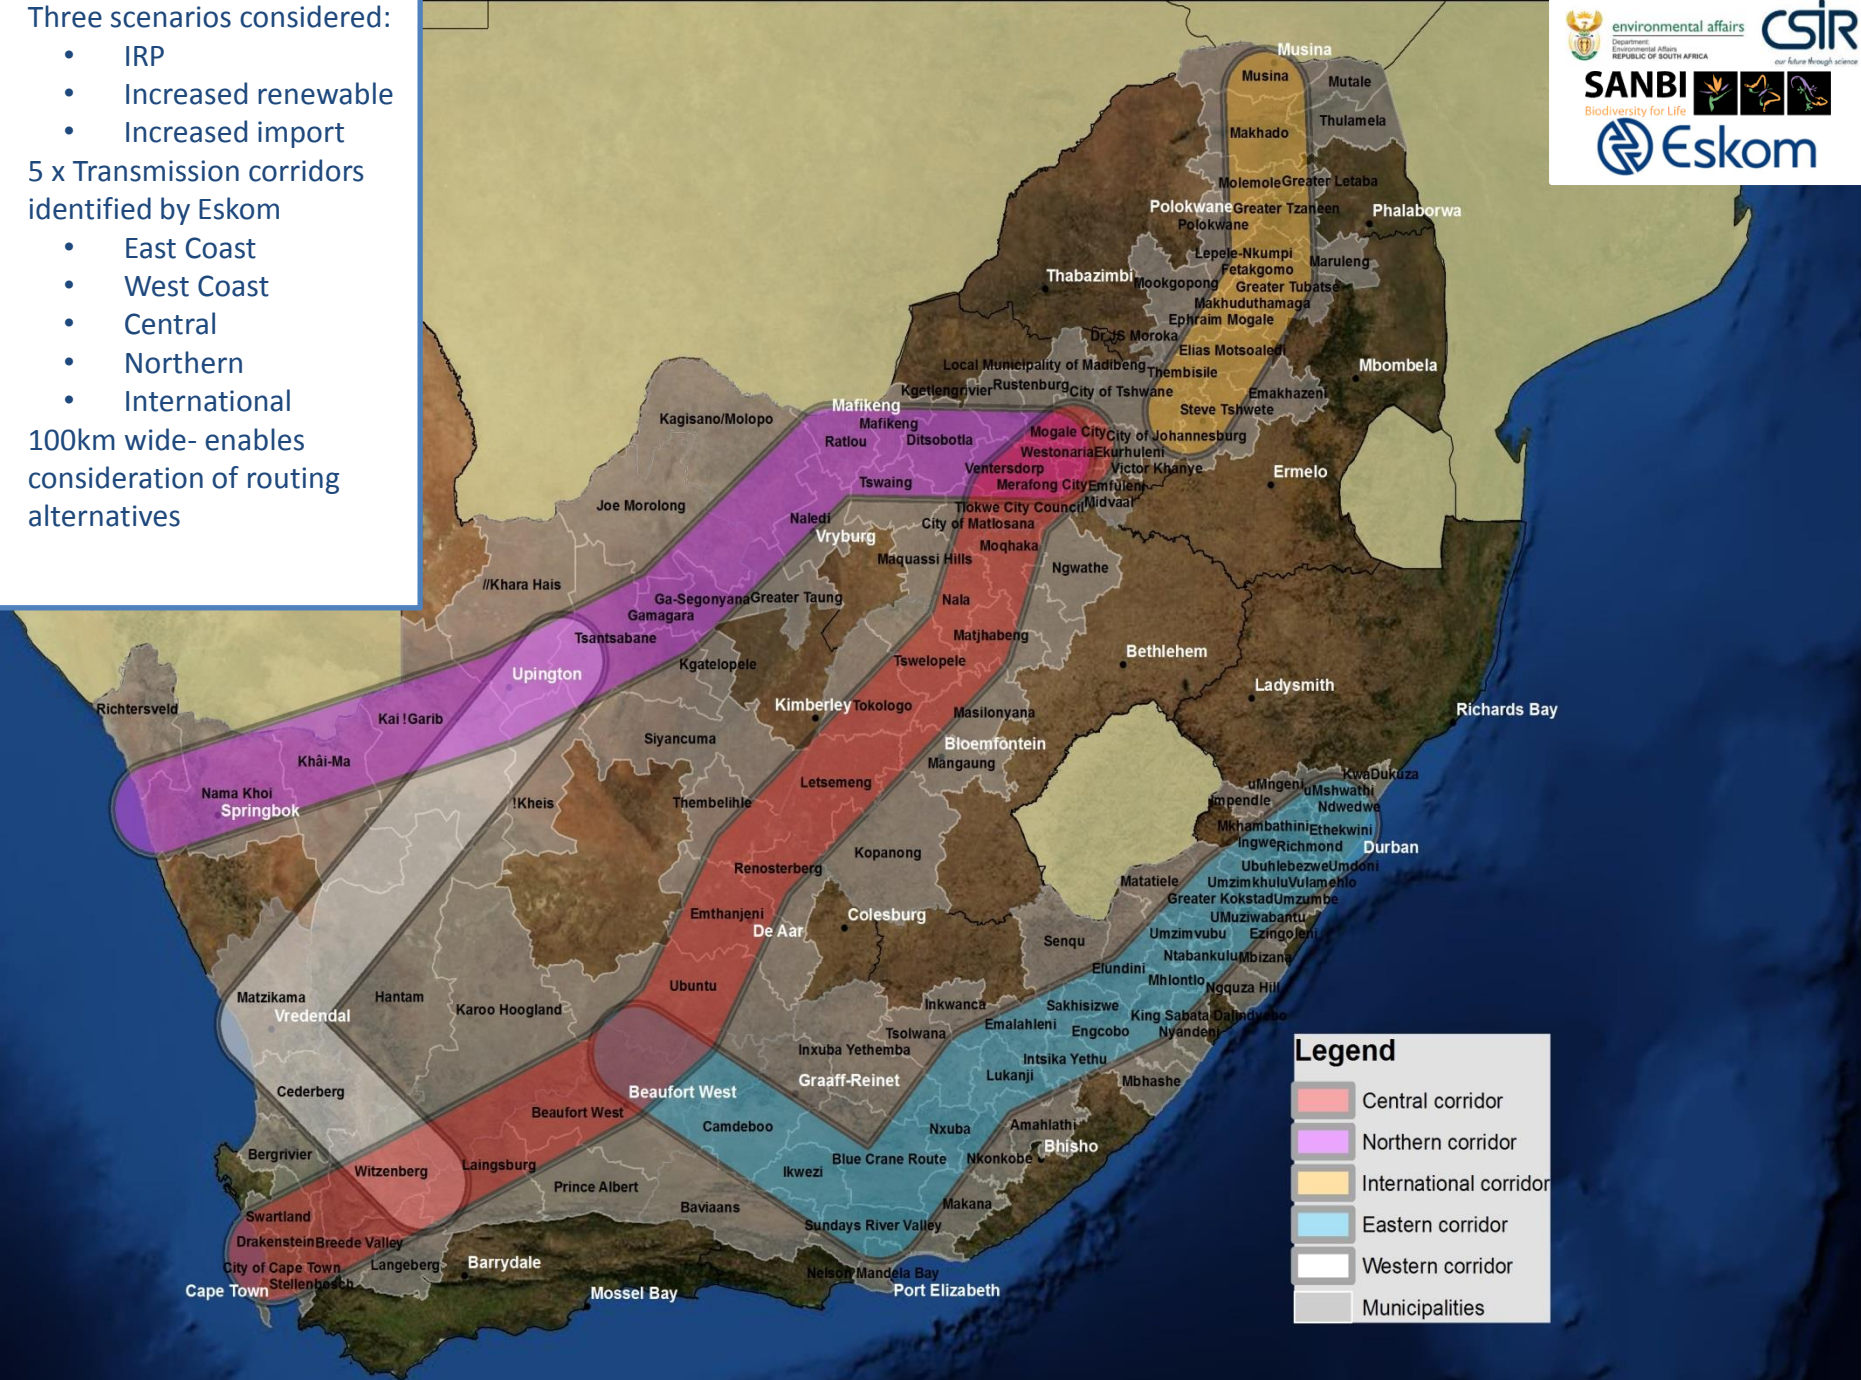 Three scenarios considered:
• IRP
• Increased renewable
• Increased import
5 x Transmission corridors
identified by Eskom
• East Coast
• West Coast
• Central
• Northern
• International
100km wide- enables
consideration of routing
alternatives
environmental affairs
Department:
Environmental Affairs
REPUBLIC OF SOUTH AFRICA
CSIR
our future through science
SANBI
Biodiversity for Life
Eskom
Musina
Musina
Mutale
Thulamela
Makhado
Molemole
Greater Letaba
Polokwane
Greater Tzaneen
Phalaborwa
Polokwane
Lepele-Nkumpi
Maruleng
Fetakgomo
Thabazimbi
Mookgopong
Greater Tubatse
Makhuduthamaga
Ephraim Mogale
Dr JS Moroka
Elias Motsoaledi
Local Municipality of Madibeng
Thembisile
Mbombela
Kgetlengrivier
Rustenburg
City of Tshwane
Emakhazeni
Mafikeng
Steve Tshwete
Kagisano/Molopo
Mafikeng
Ratlou
Ditsobotla
Mogale City
City of Johannesburg
Westonaria
Ekurhuleni
Ventersdorp
Victor Khanye
Ermelo
Tswaing
Merafong City
Emfuleni
Midvaal
Joe Morolong
Tlokwe City Council
Naledi
City of Matlosana
Vryburg
Moqhaka
Maquassi Hills
Ngwathe
//Khara Hais
Ga-Segonyana
Greater Taung
Nala
Gamagara
Tsantsabane
Matjhabeng
Kgatelopele
Tswelopele
Bethlehem
Upington
Ladysmith
Richtersveld
Kai !Garib
Kimberley
Tokologo
Masilonyana
Richards Bay
Siyancuma
Bloemfontein
Khâi-Ma
Mangaung
Nama Khoi
Springbok
!Kheis
Thembelihle
Letsemeng
KwaDukuza
uMngeni
uMshwathi
Impendle
Ndwedwe
Mkhambathini
Ethekwini
Ingwe
Richmond
Durban
Kopanong
Renosterberg
Ubuhlebezwe
Umdoni
Matatiele
Umzimkhulu
Vulamehlo
Greater Kokstad
Umzumbe
Emthanjeni
De Aar
Colesburg
UMuziwabantu
Umzimvubu
Ezingoleni
Senqu
Ntabankulu
Mbizana
Elundini
Mhlontlo
Ngquza Hill
Ubuntu
Matzikama
Vredendal
Hantam
Karoo Hoogland
Inkwanca
Sakhisizwe
King Sabata Dalindyebo
Emalahleni
Engcobo
Nyandeni
Tsolwana
Inxuba Yethemba
Intsika Yethu
Lukanji
Mbhashe
Graaff-Reinet
Cederberg
Beaufort West
Beaufort West
Camdeboo
Nxuba
Amahlathi
Bhisho
Bergrivier
Witzenberg
Laingsburg
Ikwezi
Blue Crane Route
Nkonkobe
Prince Albert
Baviaans
Makana
Swartland
Sundays River Valley
Drakenstein
Breede Valley
City of Cape Town
Langeberg
Barrydale
Stellenbosch
Cape Town
Mossel Bay
Nelson Mandela Bay
Port Elizabeth
Legend
Central corridor
Northern corridor
International corridor
Eastern corridor
Western corridor
Municipalities